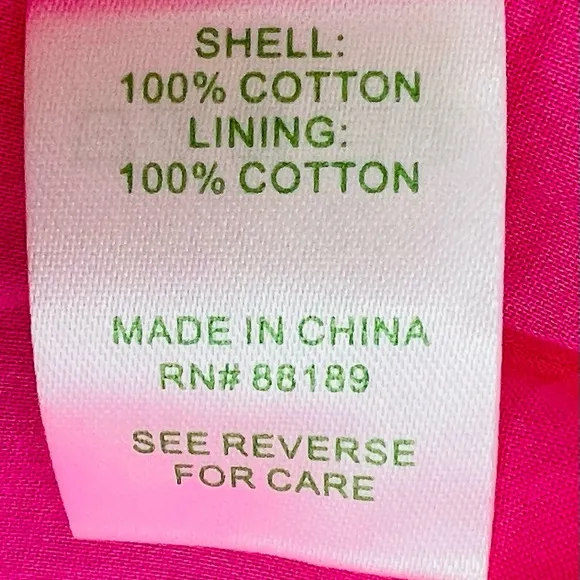 SHELL:
100% COTTON
LINING:
100% COTTON
MADE IN CHINA
RN# 88189
SEE REVERSE
FOR CARE